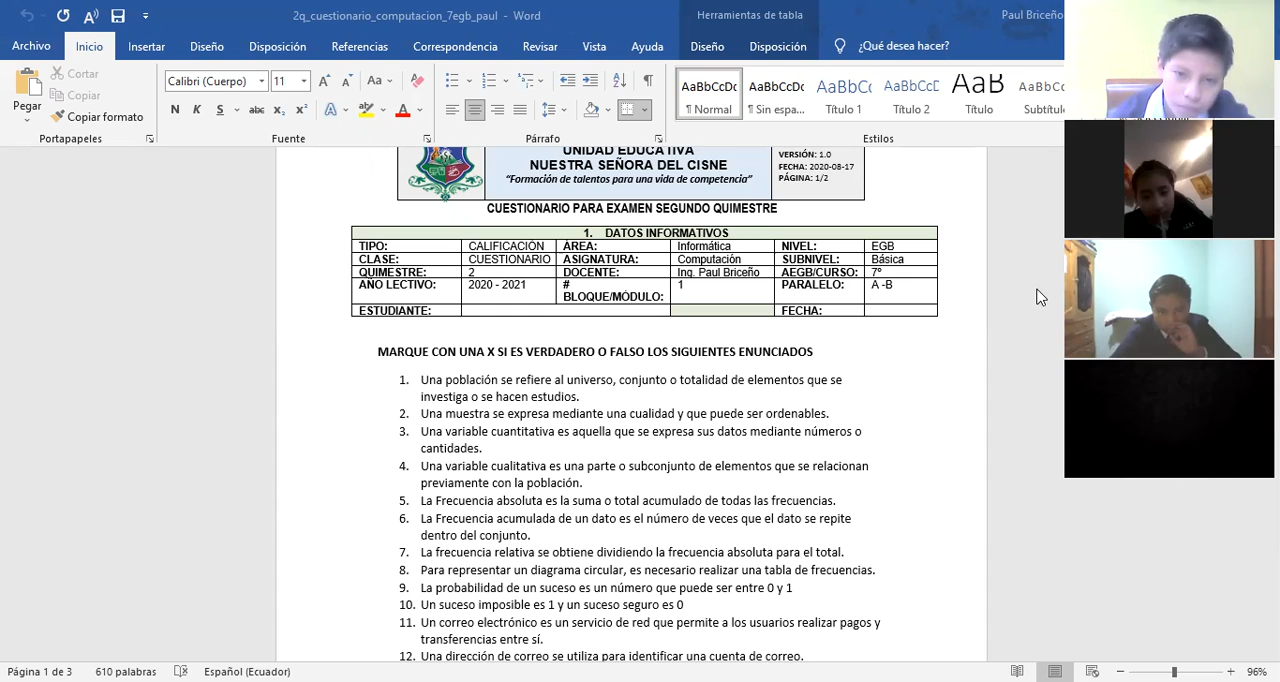 2q_cuestionario_computacion_7egb_paul - Word
Herramientas de tabla
Paul Briceño
Archivo Inicio Insertar Diseño Disposición Referencias Correspondencia Revisar Vista Ayuda Diseño Disposición ¿Qué desea hacer?
Pegar
Cortar
Copiar
Copiar formato
Portapapeles
Calibri (Cuerpo) 11
N K S abc x₂ x²
Fuente
Párrafo
AaBbCcDc AaBbCcDc AaBbC AaBbCcD AaB AaBbC
¶ Normal ¶ Sin espa... Título 1 Título 2 Título Subtítu
Estilos
UNIDAD EDUCATIVA
NUESTRA SEÑORA DEL CISNE
"Formación de talentos para una vida de competencia"
VERSIÓN: 1.0
FECHA: 2020-08-17
PÁGINA: 1/2
CUESTIONARIO PARA EXAMEN SEGUNDO QUIMESTRE
1. DATOS INFORMATIVOS
TIPO: CALIFICACIÓN ÁREA: Informática NIVEL: EGB
CLASE: CUESTIONARIO ASIGNATURA: Computación SUBNIVEL: Básica
QUIMESTRE: 2 DOCENTE: Ing. Paul Briceño AEGB/CURSO: 7º
AÑO LECTIVO: 2020 - 2021 # BLOQUE/MÓDULO: 1 PARALELO: A -B
ESTUDIANTE: FECHA:
MARQUE CON UNA X SI ES VERDADERO O FALSO LOS SIGUIENTES ENUNCIADOS
1. Una población se refiere al universo, conjunto o totalidad de elementos que se
investiga o se hacen estudios.
2. Una muestra se expresa mediante una cualidad y que puede ser ordenables.
3. Una variable cuantitativa es aquella que se expresa sus datos mediante números o
cantidades.
4. Una variable cualitativa es una parte o subconjunto de elementos que se relacionan
previamente con la población.
5. La Frecuencia absoluta es la suma o total acumulado de todas las frecuencias.
6. La Frecuencia acumulada de un dato es el número de veces que el dato se repite
dentro del conjunto.
7. La frecuencia relativa se obtiene dividiendo la frecuencia absoluta para el total.
8. Para representar un diagrama circular, es necesario realizar una tabla de frecuencias.
9. La probabilidad de un suceso es un número que puede ser entre 0 y 1
10. Un suceso imposible es 1 y un suceso seguro es 0
11. Un correo electrónico es un servicio de red que permite a los usuarios realizar pagos y
transferencias entre sí.
12. Una dirección de correo se utiliza para identificar una cuenta de correo.
Página 1 de 3 610 palabras Español (Ecuador) 96%